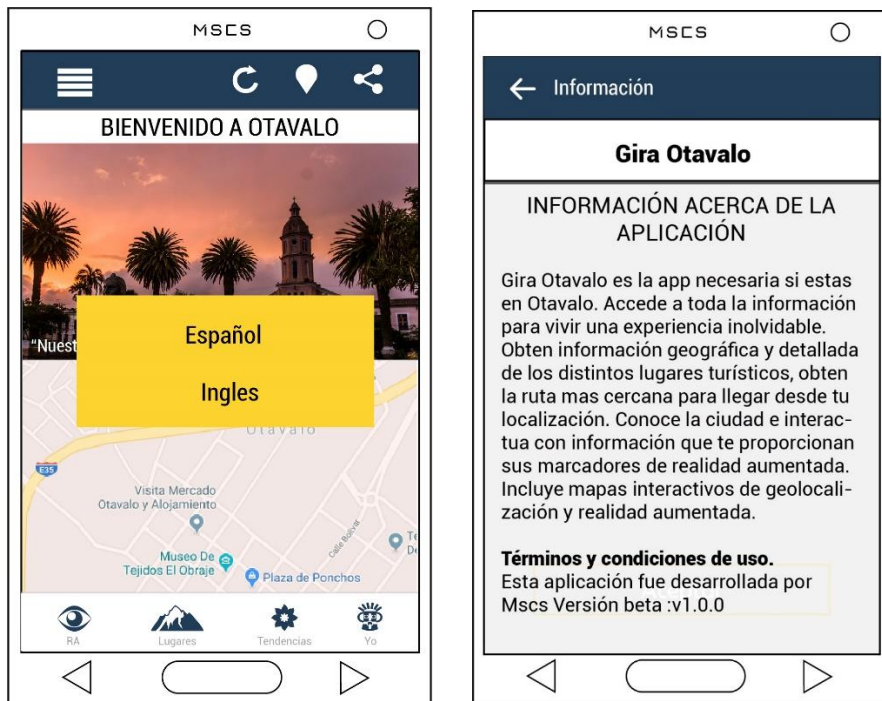 MSCS
BIENVENIDO A OTAVALO
"Nuest
Español
Ingles
Otavalo
E35
Visita Mercado
Otavalo y Alojamiento
Calle Bolívar
Museo De
Tejidos El Obraje
Plaza de Ponchos
Te
De
RA
Lugares
Tendencias
Yo
MSCS
Información
Gira Otavalo
INFORMACIÓN ACERCA DE LA
APLICACIÓN
Gira Otavalo es la app necesaria si estas
en Otavalo. Accede a toda la información
para vivir una experiencia inolvidable.
Obten información geográfica y detallada
de los distintos lugares turísticos, obten
la ruta mas cercana para llegar desde tu
localización. Conoce la ciudad e interac-
tua con información que te proporcionan
sus marcadores de realidad aumentada.
Incluye mapas interactivos de geolocali-
zación y realidad aumentada.
Términos y condiciones de uso.
Esta aplicación fue desarrollada por
Mscs Versión beta :v1.0.0